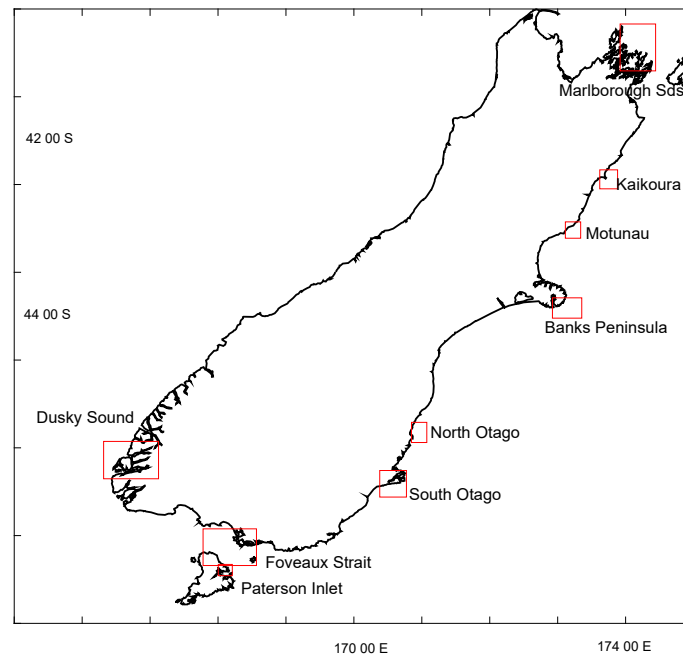 Marlborough Sds
42 00 S
Kaikoura
Motunau
44 00 S
Banks Peninsula
Dusky Sound
North Otago
South Otago
Foveaux Strait
Paterson Inlet
170 00 E
174 00 E